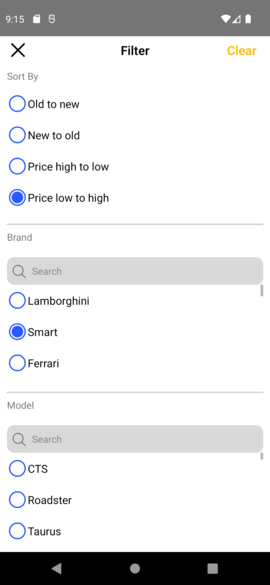 9:15
Filter
Clear
Sort By
Old to new
New to old
Price high to low
Price low to high
Brand
Search
Lamborghini
Smart
Ferrari
Model
Search
CTS
Roadster
Taurus